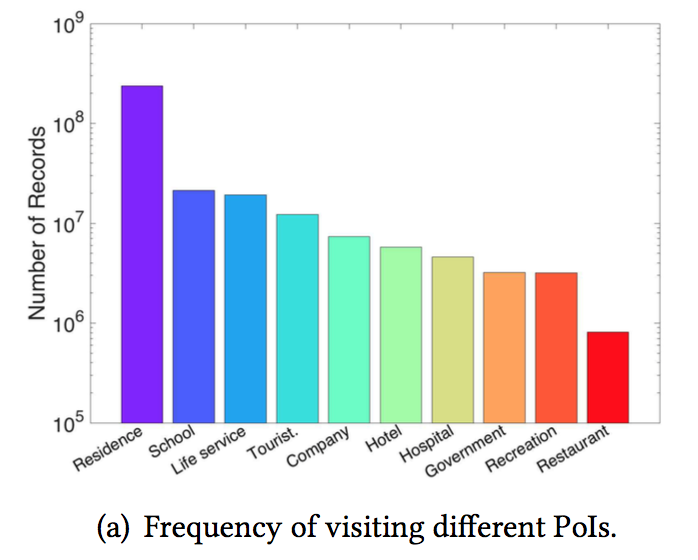 10^9
10^8
10^7
10^6
10^5
Number of Records
Residence
School
Life service
Tourist.
Company
Hotel
Hospital
Government
Recreation
Restaurant
(a) Frequency of visiting different PoIs.